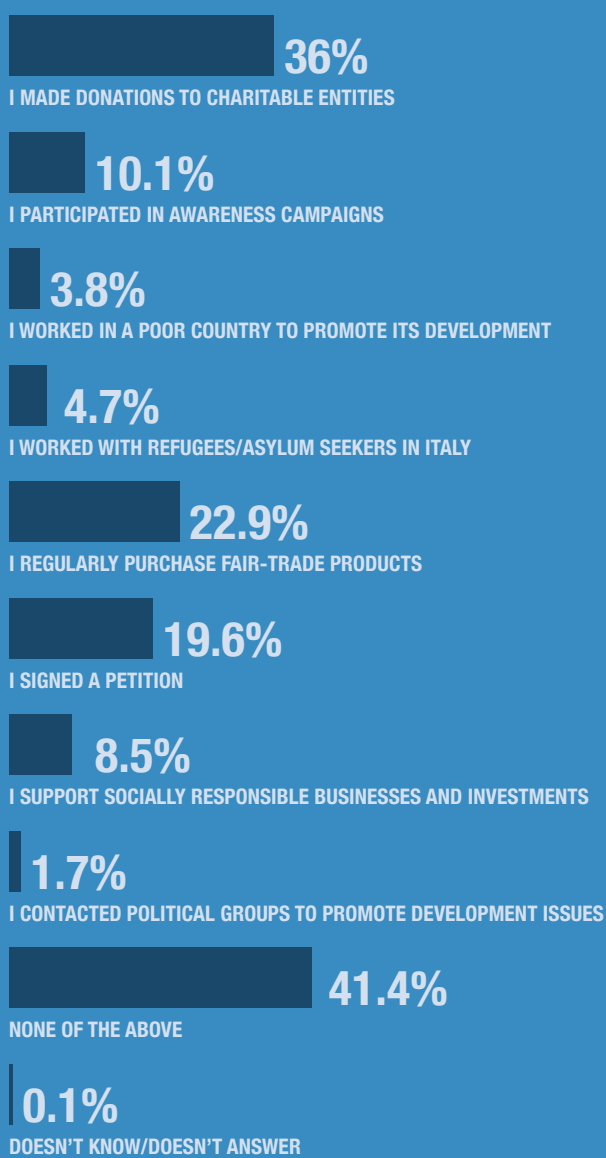 36%
I MADE DONATIONS TO CHARITABLE ENTITIES
10.1%
I PARTICIPATED IN AWARENESS CAMPAIGNS
3.8%
I WORKED IN A POOR COUNTRY TO PROMOTE ITS DEVELOPMENT
4.7%
I WORKED WITH REFUGEES/ASYLUM SEEKERS IN ITALY
22.9%
I REGULARLY PURCHASE FAIR-TRADE PRODUCTS
19.6%
I SIGNED A PETITION
8.5%
I SUPPORT SOCIALLY RESPONSIBLE BUSINESSES AND INVESTMENTS
1.7%
I CONTACTED POLITICAL GROUPS TO PROMOTE DEVELOPMENT ISSUES
41.4%
NONE OF THE ABOVE
0.1%
DOESN’T KNOW/DOESN’T ANSWER